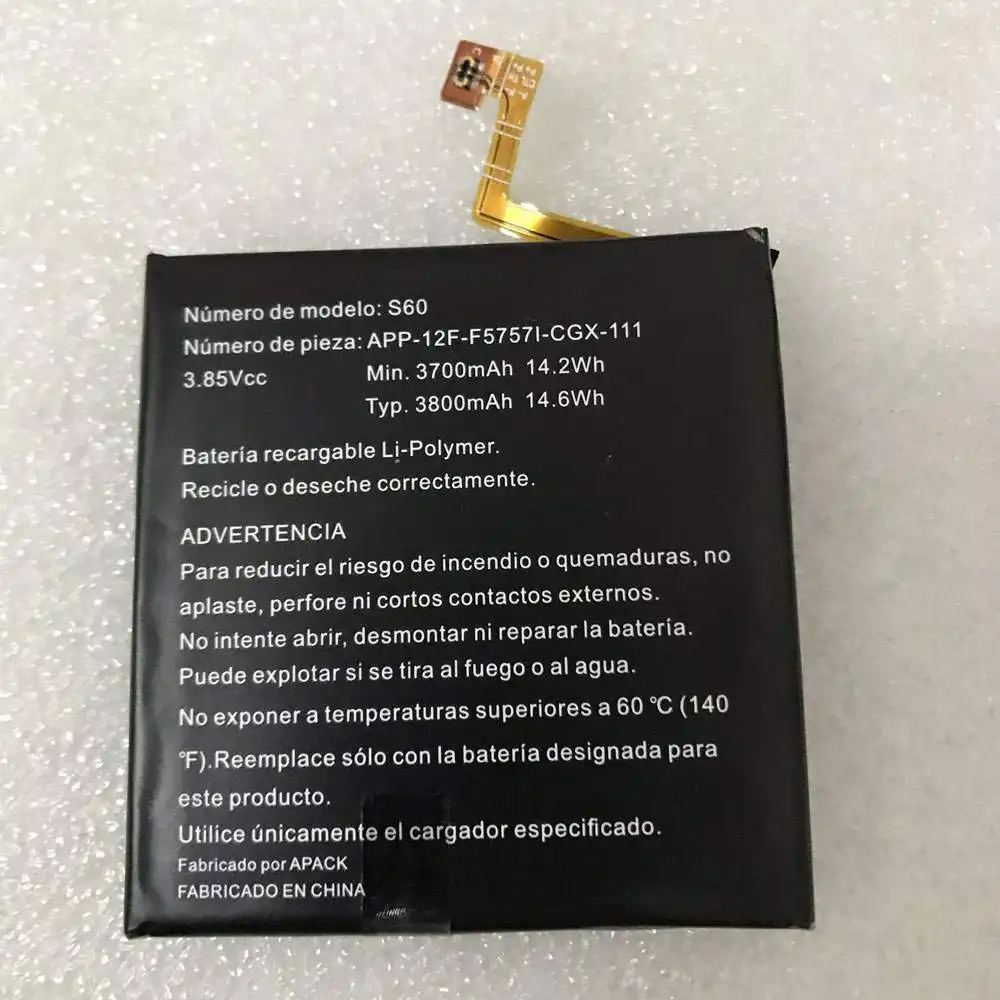 Número de modelo: S60
Número de pieza: APP-12F-F5757I-CGX-111
3.85Vcc Min. 3700mAh 14.2Wh
Typ. 3800mAh 14.6Wh
Batería recargable Li-Polymer.
Recicle o deseche correctamente.
ADVERTENCIA
Para reducir el riesgo de incendio o quemaduras, no
aplaste, perfore ni cortos contactos externos.
No intente abrir, desmontar ni reparar la batería.
Puede explotar si se tira al fuego o al agua.
No exponer a temperaturas superiores a 60 °C (140
°F).Reemplace sólo con la batería designada para
este producto.
Utilice únicamente el cargador especificado.
Fabricado por APACK
FABRICADO EN CHINA